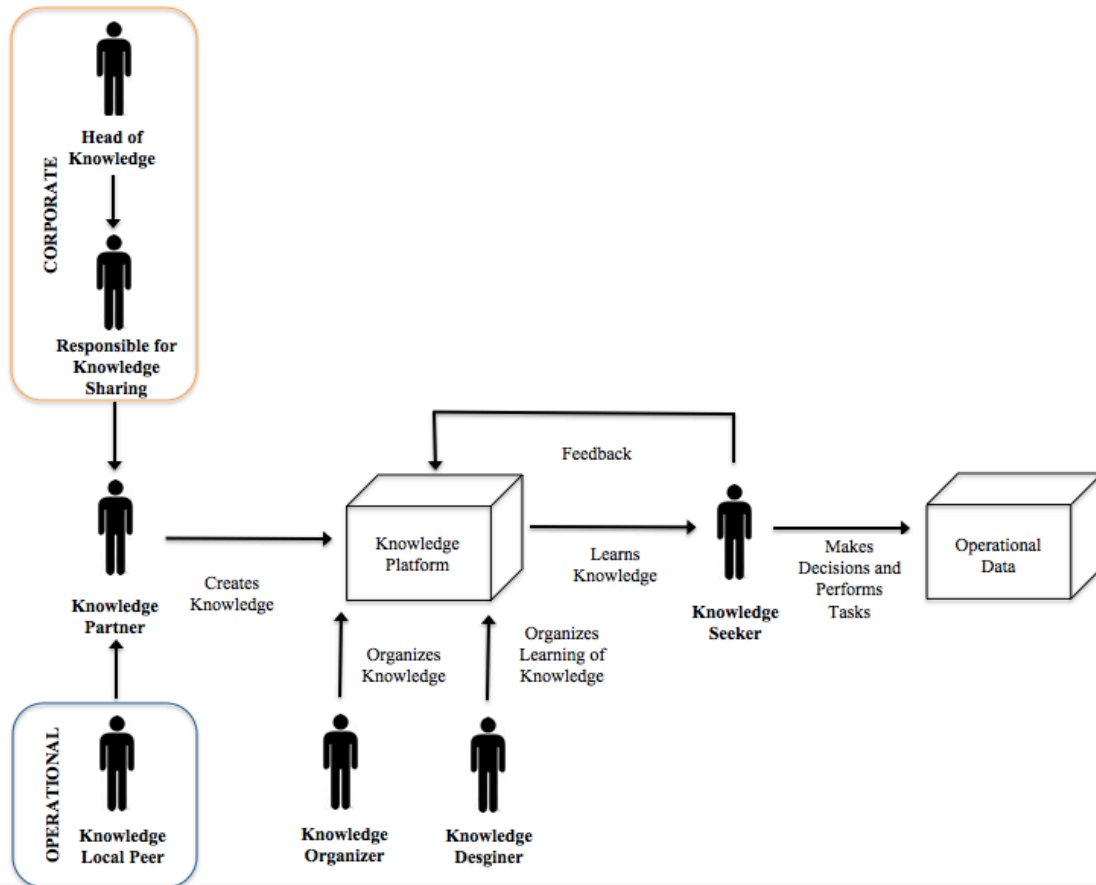 Head of
Knowledge
CORPORATE
Responsible for
Knowledge
Sharing
Feedback
Knowledge
Platform
Operational
Data
Creates
Knowledge
Learns
Knowledge
Makes
Decisions and
Performs
Tasks
Knowledge
Partner
Knowledge
Seeker
Organizes
Knowledge
Organizes
Learning of
Knowledge
OPERATIONAL
Knowledge
Local Peer
Knowledge
Organizer
Knowledge
Desginer